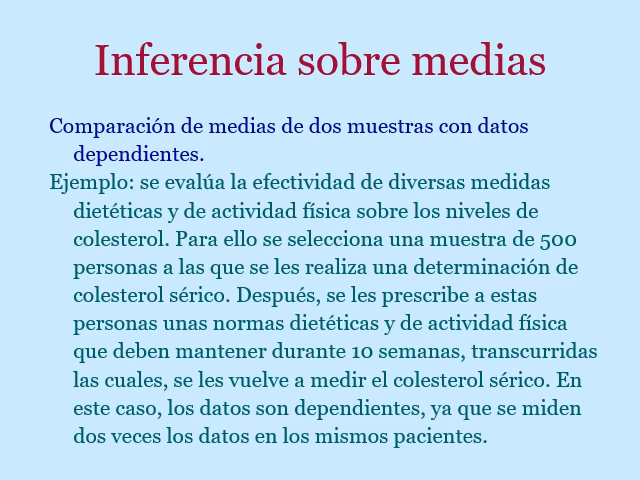 Inferencia sobre medias
Comparación de medias de dos muestras con datos
dependientes.
Ejemplo: se evalúa la efectividad de diversas medidas
dietéticas y de actividad física sobre los niveles de
colesterol. Para ello se selecciona una muestra de 500
personas a las que se les realiza una determinación de
colesterol sérico. Después, se les prescribe a estas
personas unas normas dietéticas y de actividad física
que deben mantener durante 10 semanas, transcurridas
las cuales, se les vuelve a medir el colesterol sérico. En
este caso, los datos son dependientes, ya que se miden
dos veces los datos en los mismos pacientes.